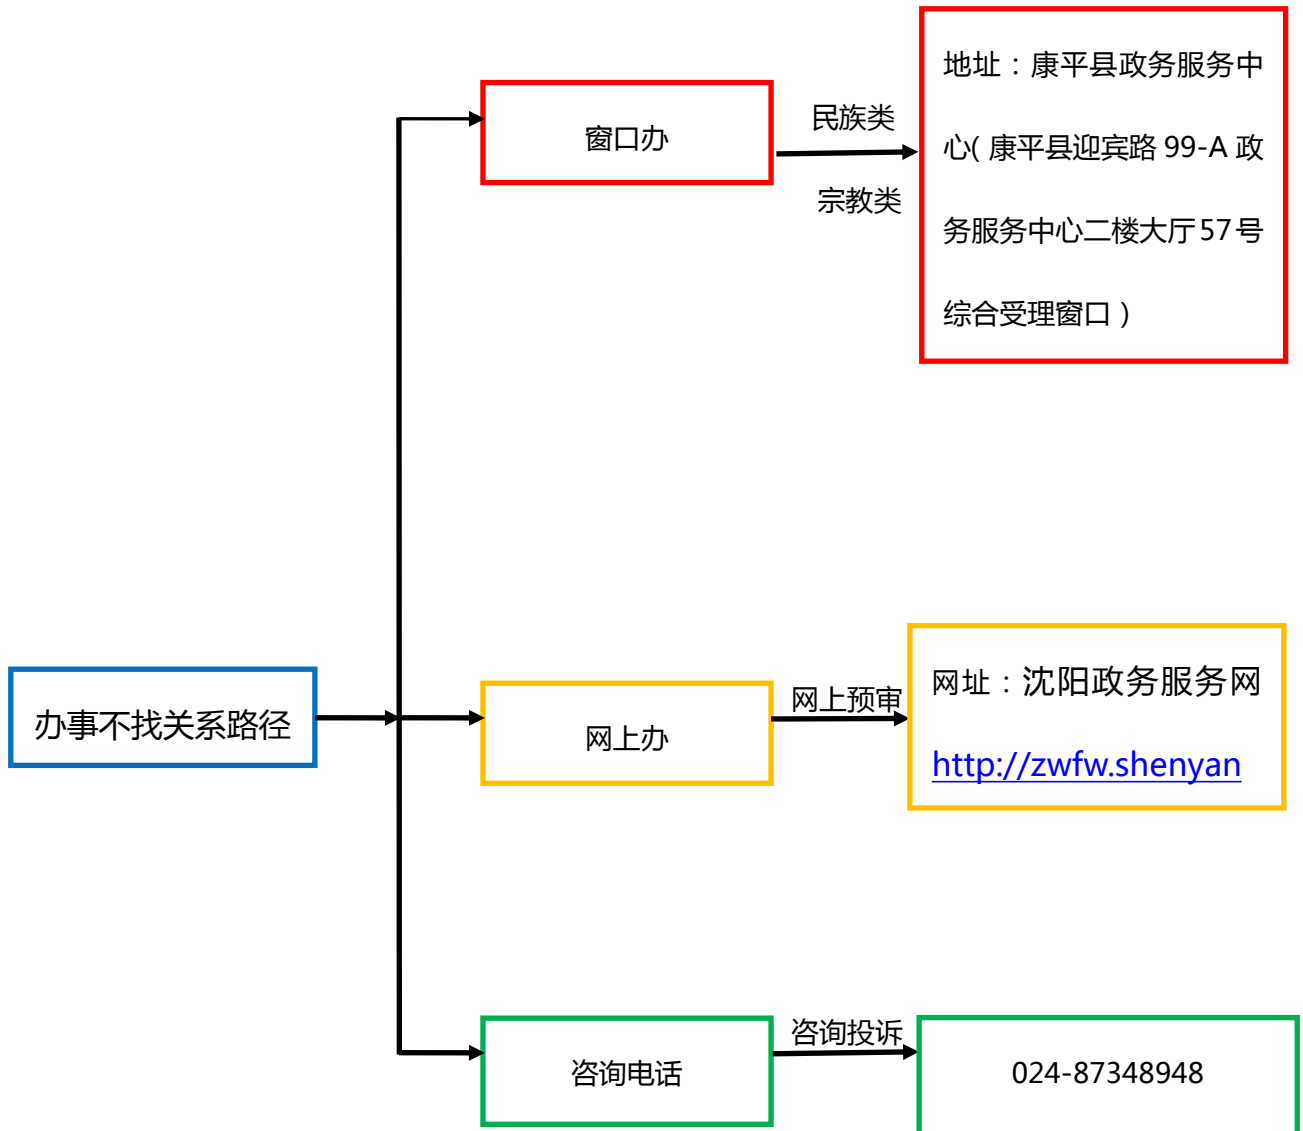 办事不找关系路径
窗口办
民族类
宗教类
地址：康平县政务服务中
心（康平县迎宾路 99-A 政
务服务中心二楼大厅 57 号
综合受理窗口）
网上办
网上预审
网址：沈阳政务服务网
http://zwfw.shenyan
咨询电话
咨询投诉
024-87348948